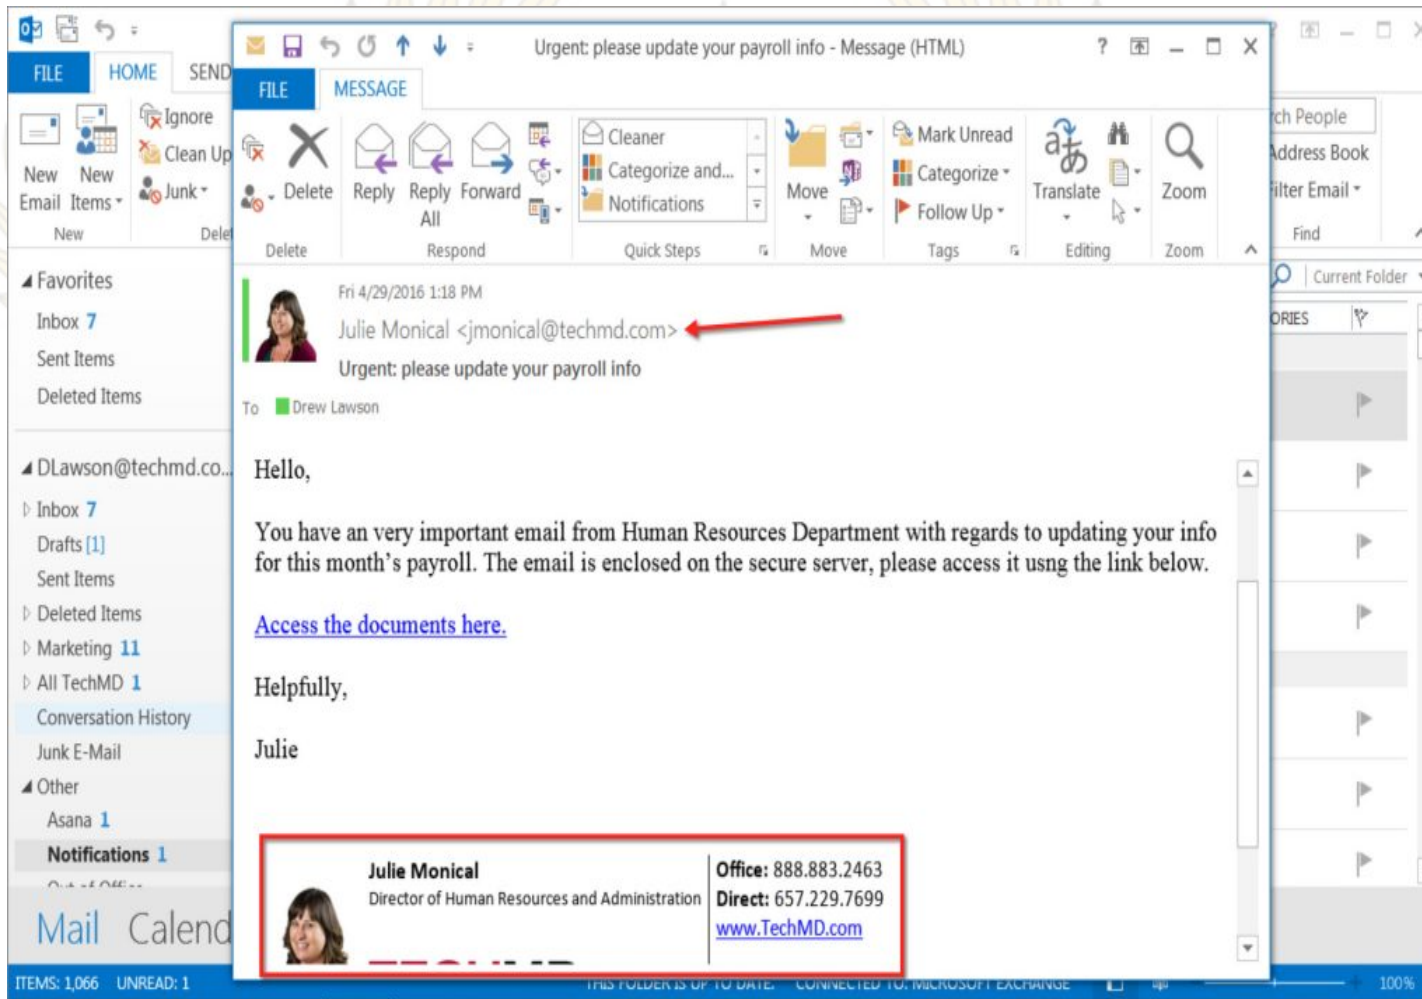 Urgent: please update your payroll info - Message (HTML)
?
?
FILE HOME SEND
FILE MESSAGE
New Email
New Items
Ignore
Clean Up
Junk
New
Delete
Reply
Reply All
Forward
Cleaner
Categorize and...
Notifications
Move
Mark Unread
Categorize
Follow Up
Translate
Zoom
Address Book
Delete
Respond
Quick Steps
Move
Tags
Editing
Zoom
Find
Current Folder
Favorites
Inbox 7
Sent Items
Deleted Items
DLawson@techmd.co...
Inbox 7
Drafts [1]
Sent Items
Deleted Items
Marketing 11
All TechMD 1
Conversation History
Junk E-Mail
Other
Asana 1
Notifications 1
Mail Calend
Fri 4/29/2016 1:18 PM
Julie Monical <jmonical@techmd.com>
Urgent: please update your payroll info
To Drew Lawson
Hello,
You have an very important email from Human Resources Department with regards to updating your info
for this month's payroll. The email is enclosed on the secure server, please access it usng the link below.
Access the documents here.
Helpfully,
Julie
Julie Monical
Director of Human Resources and Administration
Office: 888.883.2463
Direct: 657.229.7699
www.TechMD.com
ITEMS: 1,066 UNREAD: 1
THIS FOLDER IS UP TO DATE. CONNECTED TO: MICROSOFT EXCHANGE
100%